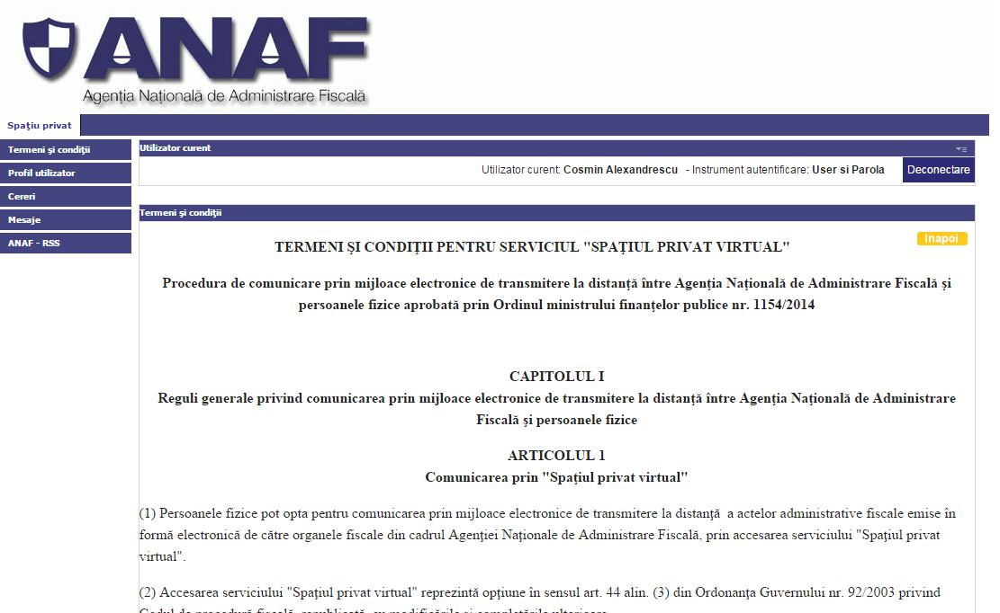 ANAF
Agenţia Naţională de Administrare Fiscală
Spaţiu privat
Termeni şi condiţii
Profil utilizator
Cereri
Mesaje
ANAF - RSS
Utilizator curent
Utilizator curent: Cosmin Alexandrescu - Instrument autentificare: User si Parola
Deconectare
Termeni şi condiţii
Inapoi
TERMENI ŞI CONDIŢII PENTRU SERVICIUL "SPAŢIUL PRIVAT VIRTUAL"
Procedura de comunicare prin mijloace electronice de transmitere la distanţă între Agenţia Naţională de Administrare Fiscală şi
persoanele fizice aprobată prin Ordinul ministrului finanţelor publice nr. 1154/2014
CAPITOLUL I
Reguli generale privind comunicarea prin mijloace electronice de transmitere la distanţă între Agenţia Naţională de Administrare
Fiscală şi persoanele fizice
ARTICOLUL 1
Comunicarea prin "Spaţiul privat virtual"
(1) Persoanele fizice pot opta pentru comunicarea prin mijloace electronice de transmitere la distanţă a actelor administrative fiscale emise în
formă electronică de către organele fiscale din cadrul Agenţiei Naţionale de Administrare Fiscală, prin accesarea serviciului "Spaţiul privat
virtual".
(2) Accesarea serviciului "Spaţiul privat virtual" reprezintă opţiune în sensul art. 44 alin. (3) din Ordonanţa Guvernului nr. 92/2003 privind
Codul de procedură fiscală, republicată, cu modificările şi completările ulterioare.